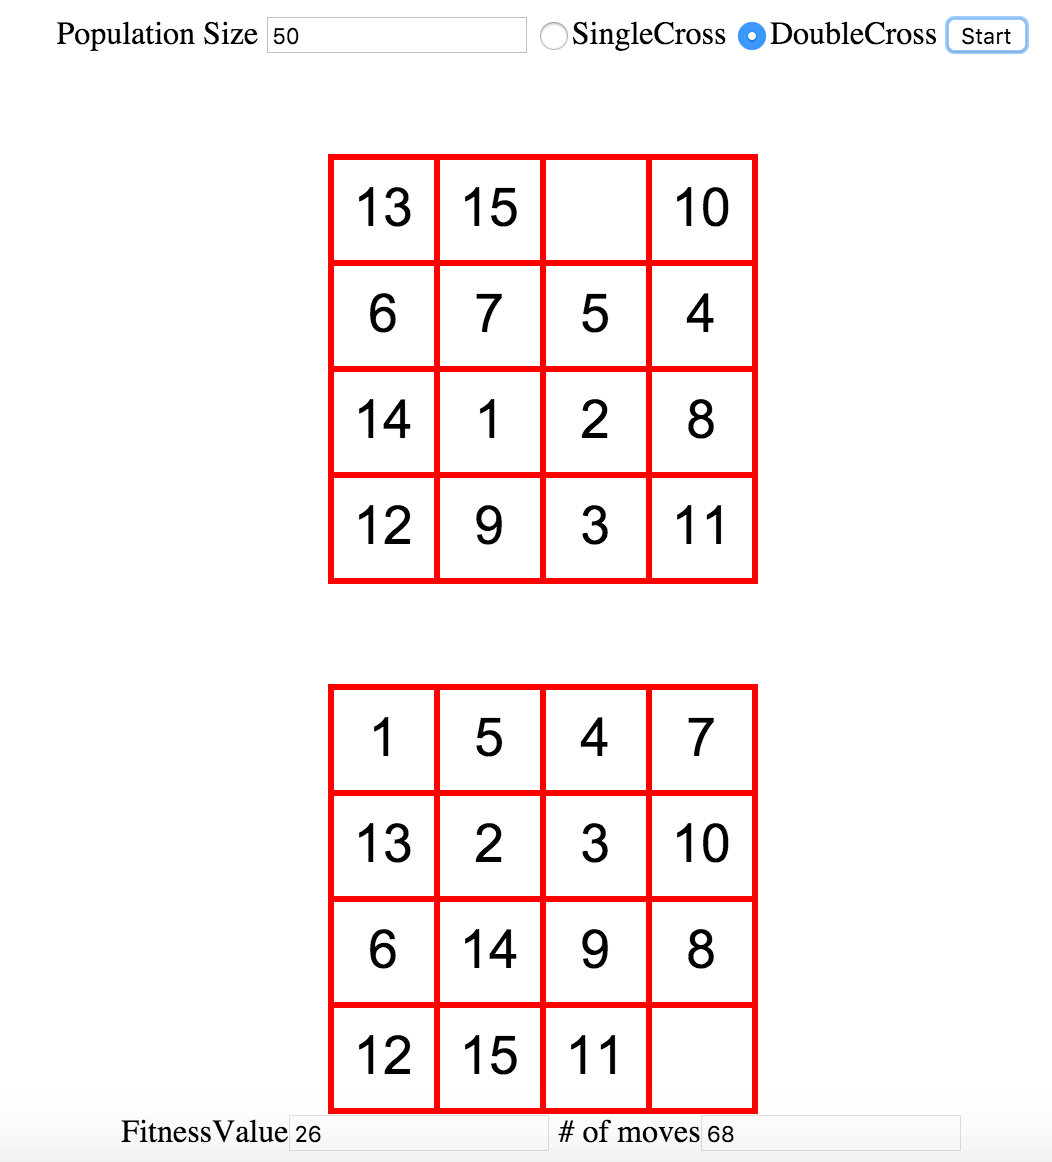 Population Size 50 SingleCross DoubleCross Start
13 15 10
6 7 5 4
14 1 2 8
12 9 3 11
1 5 4 7
13 2 3 10
6 14 9 8
12 15 11
FitnessValue 26 # of moves 68